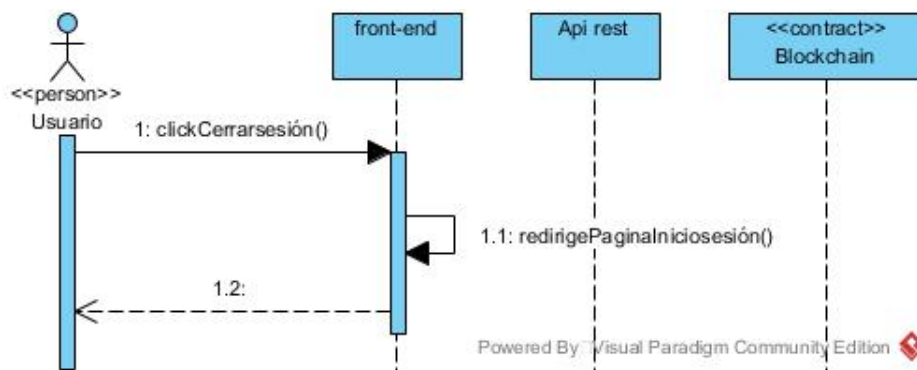 front-end
Api rest
<<contract>>
Blockchain
<<person>>
Usuario
1: clickCerrarsesión()
1.1: redirigePaginaIniciosesión()
1.2:
Powered By Visual Paradigm Community Edition